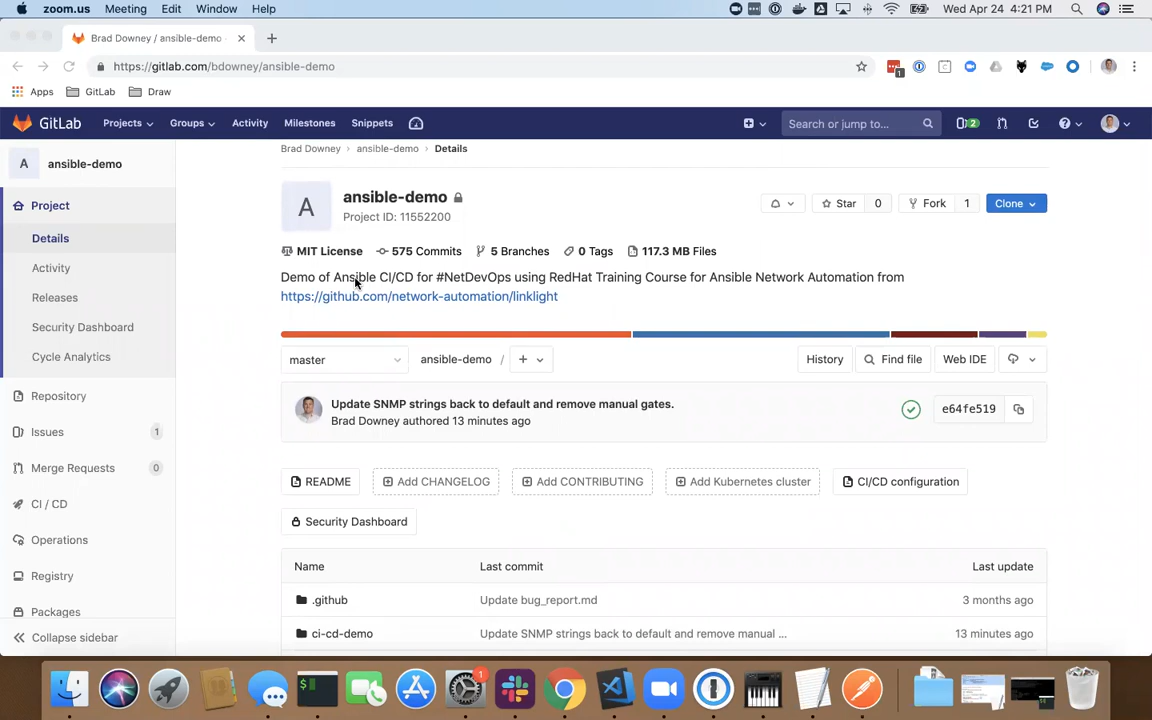 zoom.us Meeting Edit Window Help Wed Apr 24 4:21 PM
Brad Downey / ansible-demo
https://gitlab.com/bdowney/ansible-demo
1
Apps GitLab Draw
GitLab Projects Groups Activity Milestones Snippets Search or jump to... 2
A ansible-demo
Brad Downey › ansible-demo › Details
Project
Details
Activity
Releases
Security Dashboard
Cycle Analytics
Repository
Issues 1
Merge Requests 0
CI / CD
Operations
Registry
Packages
Collapse sidebar
A
ansible-demo
Project ID: 11552200
Star 0 Fork 1 Clone
MIT License 575 Commits 5 Branches 0 Tags 117.3 MB Files
Demo of Ansible CI/CD for #NetDevOps using RedHat Training Course for Ansible Network Automation from
https://github.com/network-automation/linklight
master ansible-demo / + History Find file Web IDE
Update SNMP strings back to default and remove manual gates.
Brad Downey authored 13 minutes ago
e64fe519
README Add CHANGELOG Add CONTRIBUTING Add Kubernetes cluster CI/CD configuration
Security Dashboard
Name Last commit Last update
.github Update bug_report.md 3 months ago
ci-cd-demo Update SNMP strings back to default and remove manual ... 13 minutes ago
1